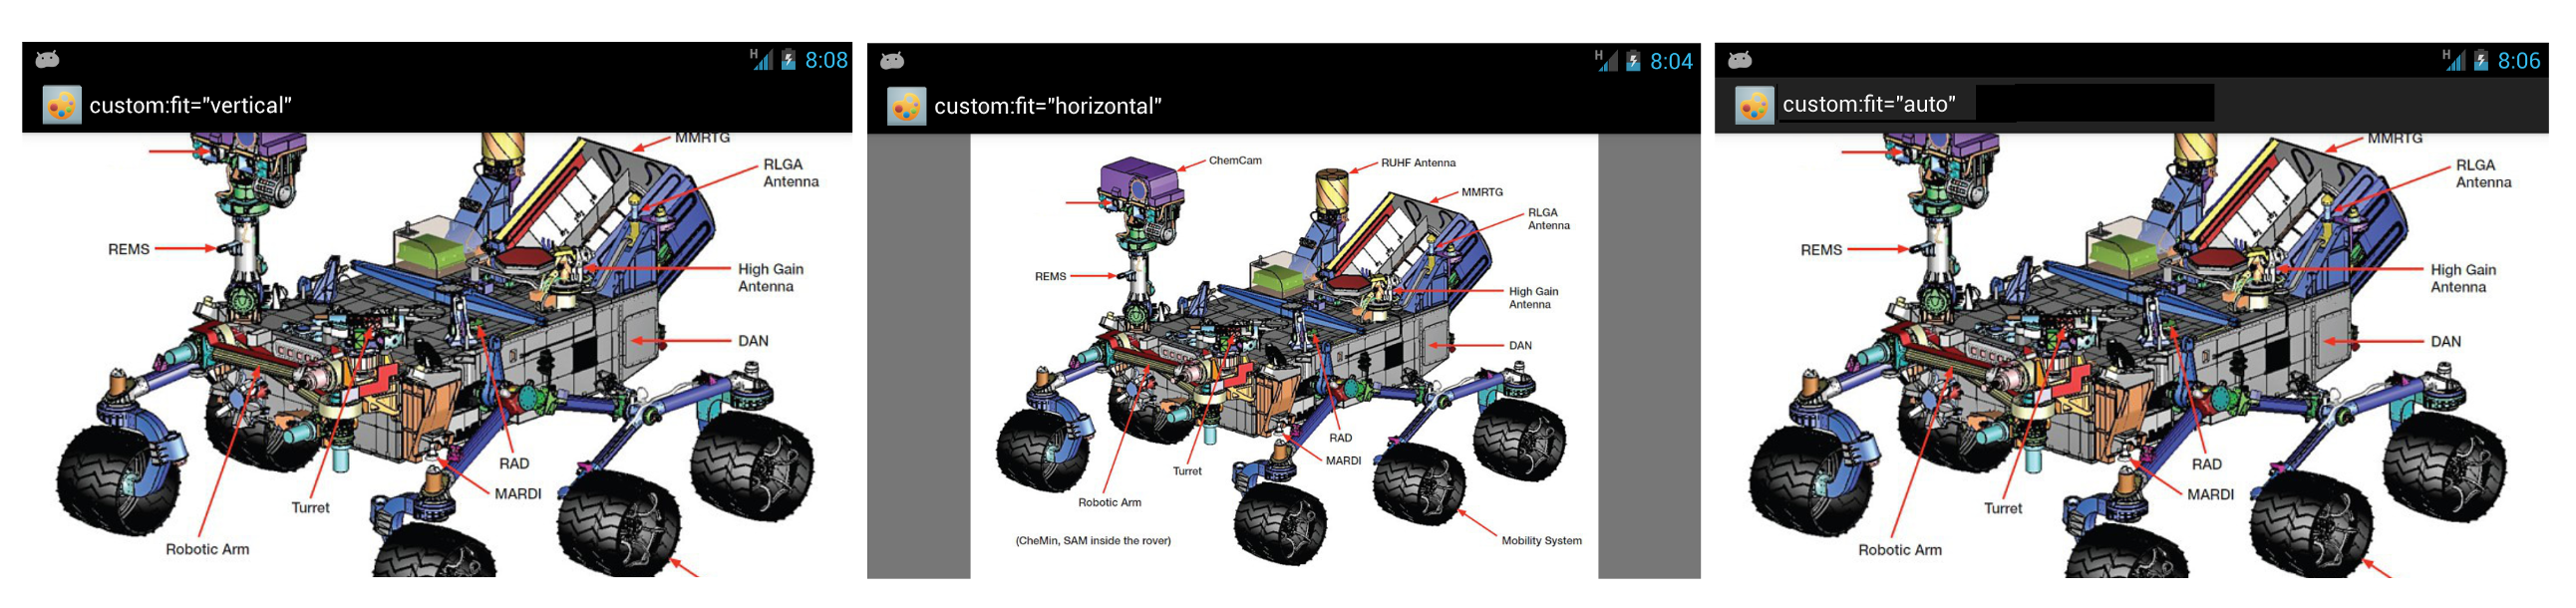 H 8:08
custom:fit="vertical"
MMRTG
RLGA
Antenna
REMS
High Gain
Antenna
DAN
RAD
MARDI
Turret
Robotic Arm
H 8:04
custom:fit="horizontal"
ChemCam
RUHF Antenna
MMRTG
RLGA
Antenna
REMS
High Gain
Antenna
DAN
RAD
MARDI
Turret
Robotic Arm
(CheMin, SAM inside the rover)
Mobility System
H 8:06
custom:fit="auto"
MMRTG
RLGA
Antenna
REMS
High Gain
Antenna
DAN
RAD
MARDI
Turret
Robotic Arm